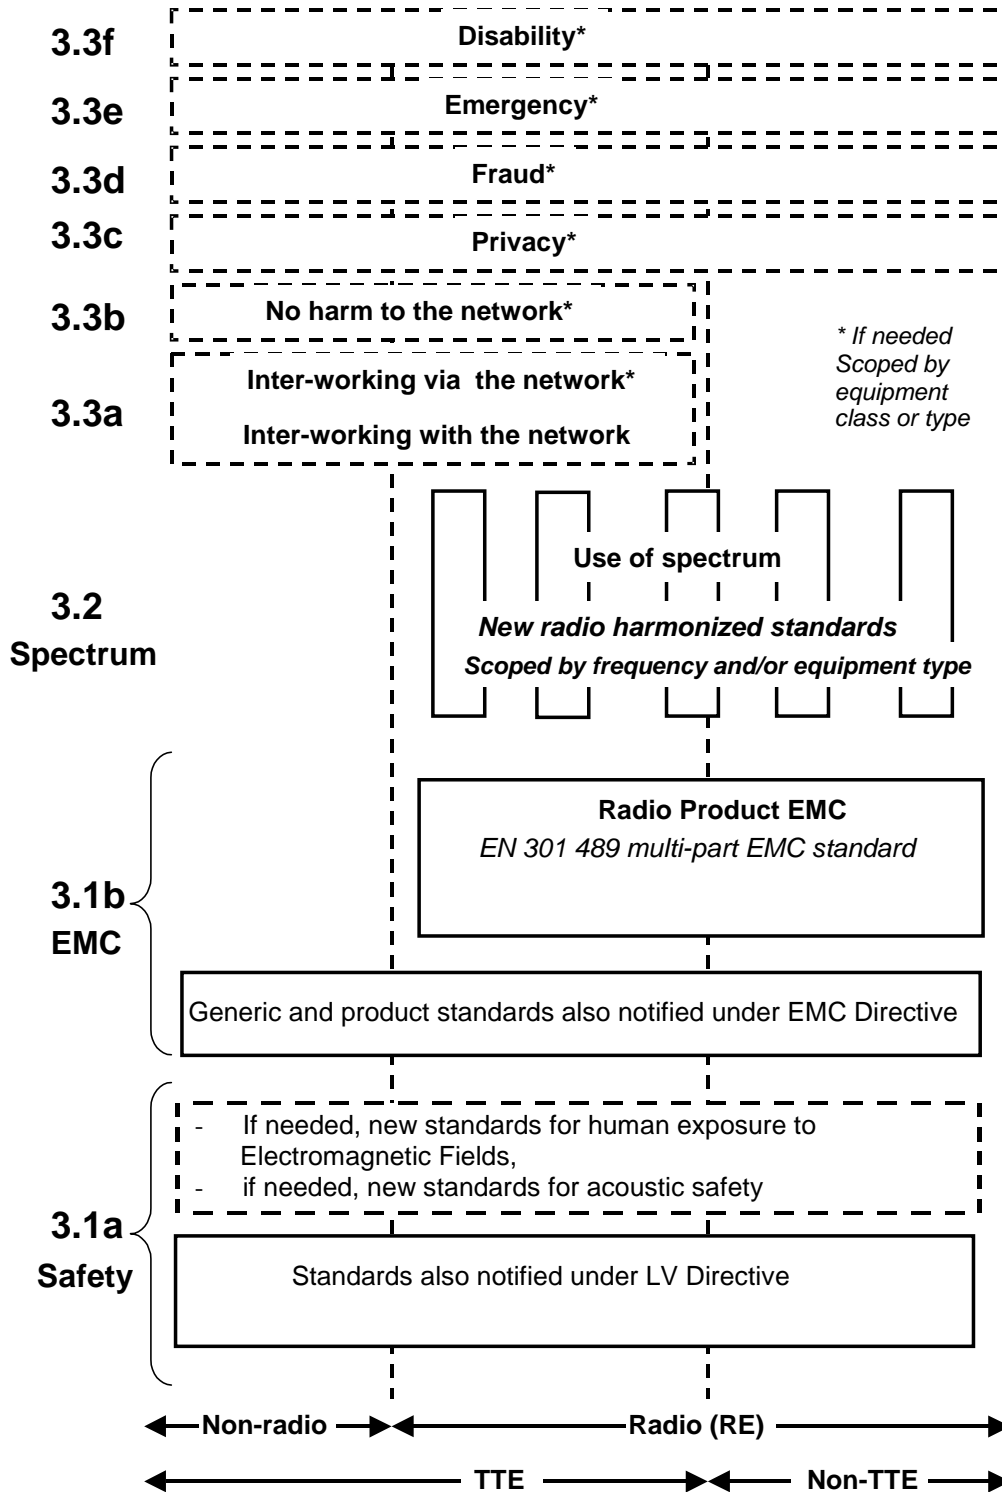 3.3f
Disability*
3.3e
Emergency*
3.3d
Fraud*
3.3c
Privacy*
3.3b
No harm to the network*
* If needed
Scoped by
equipment
class or type
3.3a
Inter-working via the network*
Inter-working with the network
3.2
Spectrum
Use of spectrum
New radio harmonized standards
Scoped by frequency and/or equipment type
3.1b
EMC
Radio Product EMC
EN 301 489 multi-part EMC standard
Generic and product standards also notified under EMC Directive
3.1a
Safety
- If needed, new standards for human exposure to
Electromagnetic Fields,
- if needed, new standards for acoustic safety
Standards also notified under LV Directive
Non-radio
Radio (RE)
TTE
Non-TTE